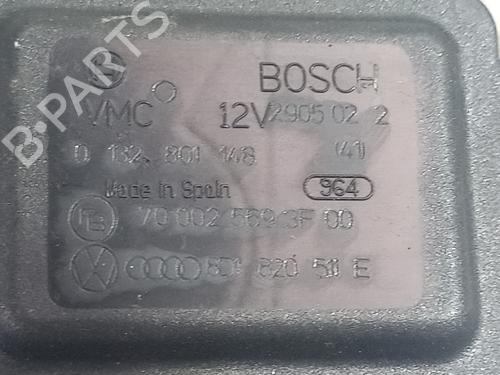 BOSCH
VMC 12V 2905 02 2
0 132 801 148 (41)
Made in Spain 964
70 002 569 3F 00
8D1 820 511 E
B-PARTS